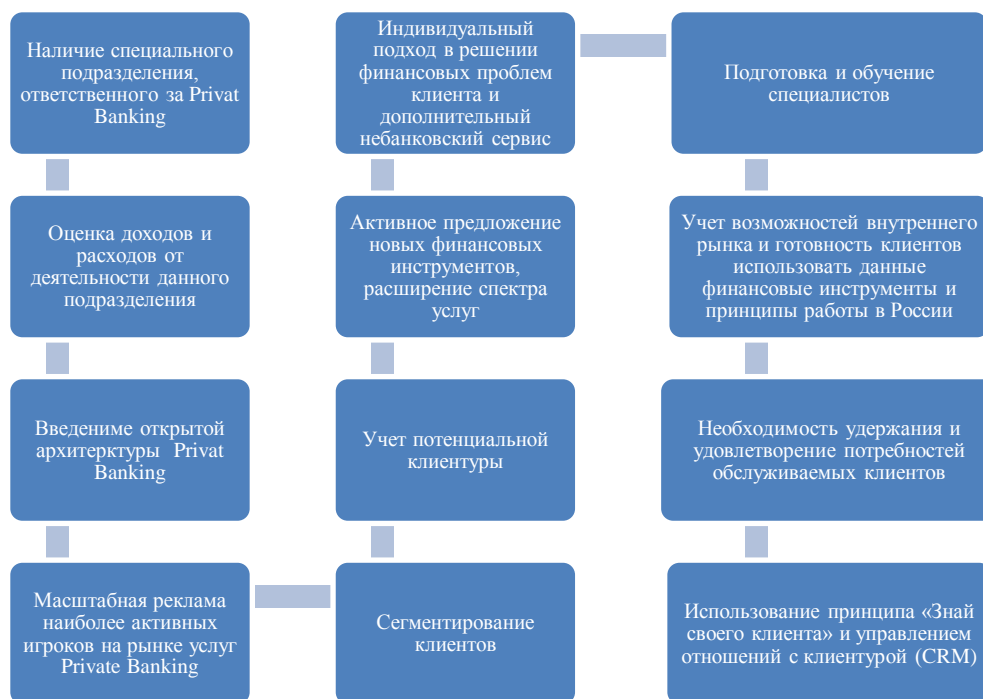 Наличие специального
подразделения,
ответственного за Privat
Banking
Оценка доходов и
расходов от
деятельности данного
подразделения
Введениме открытой
архитерктуры Privat
Banking
Масштабная реклама
наиболее активных
игроков на рынке услуг
Private Banking
Сегментирование
клиентов
Учет потенциальной
клиентуры
Активное предложение
новых финансовых
инструментов,
расширение спектра
услуг
Индивидуальный
подход в решении
финансовых проблем
клиента и
дополнительный
небанковский сервис
Подготовка и обучение
специалистов
Учет возможностей внутреннего
рынка и готовность клиентов
использовать данные
финансовые инструменты и
принципы работы в России
Необходимость удержания и
удовлетворение потребностей
обслуживаемых клиентов
Использование принципа «Знай
своего клиента» и управлением
отношений с клиентурой (CRM)